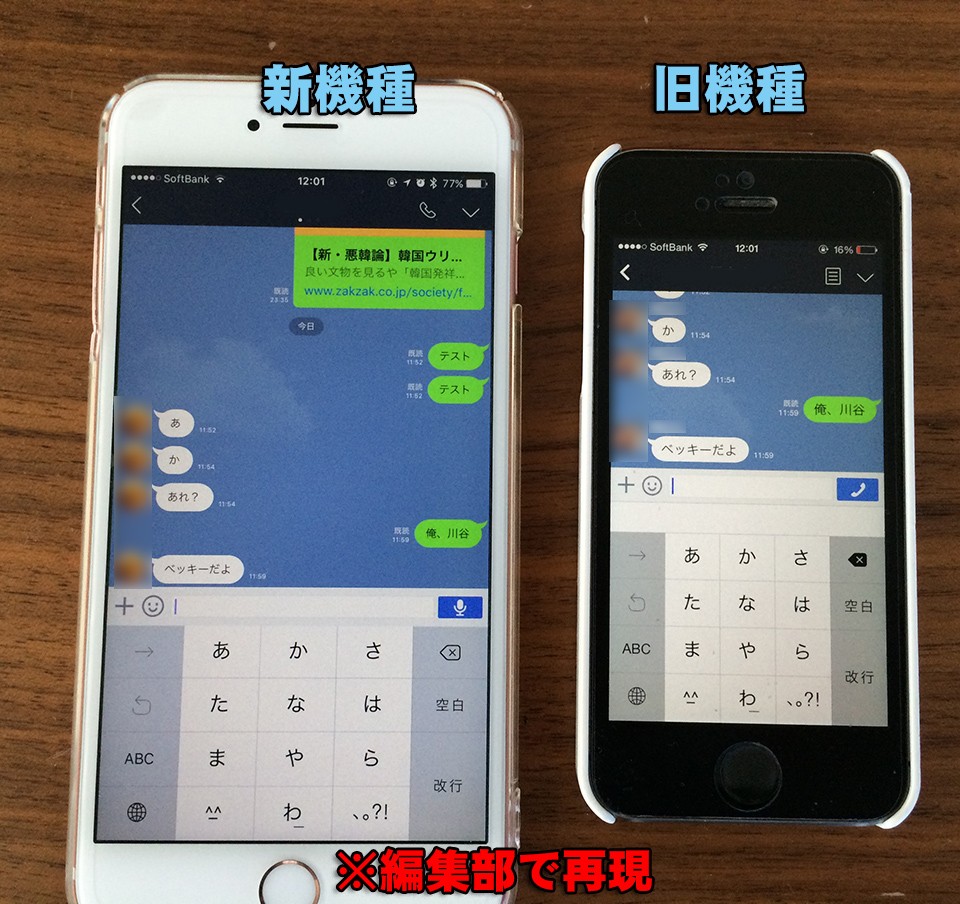 新機種
旧機種
SoftBank 12:01 77%
【新・悪韓論】韓国ウリ...
良い文物を見るや「韓国発祥...
www.zakzak.co.jp/society/f...
既読
23:35
今日
既読
11:52
テスト
既読
11:52
テスト
あ 11:52
か 11:54
あれ？ 11:54
既読
11:59
俺、川谷
ベッキーだよ 11:59
→ あ か さ
た な は 空白
ABC ま や ら
改行
^^ わ_ 、。?!
SoftBank 12:01 16%
11:52
か 11:54
あれ？ 11:54
既読
11:59
俺、川谷
ベッキーだよ 11:59
→ あ か さ
た な は 空白
ABC ま や ら
改行
^^ わ_ 、。?!
※編集部で再現